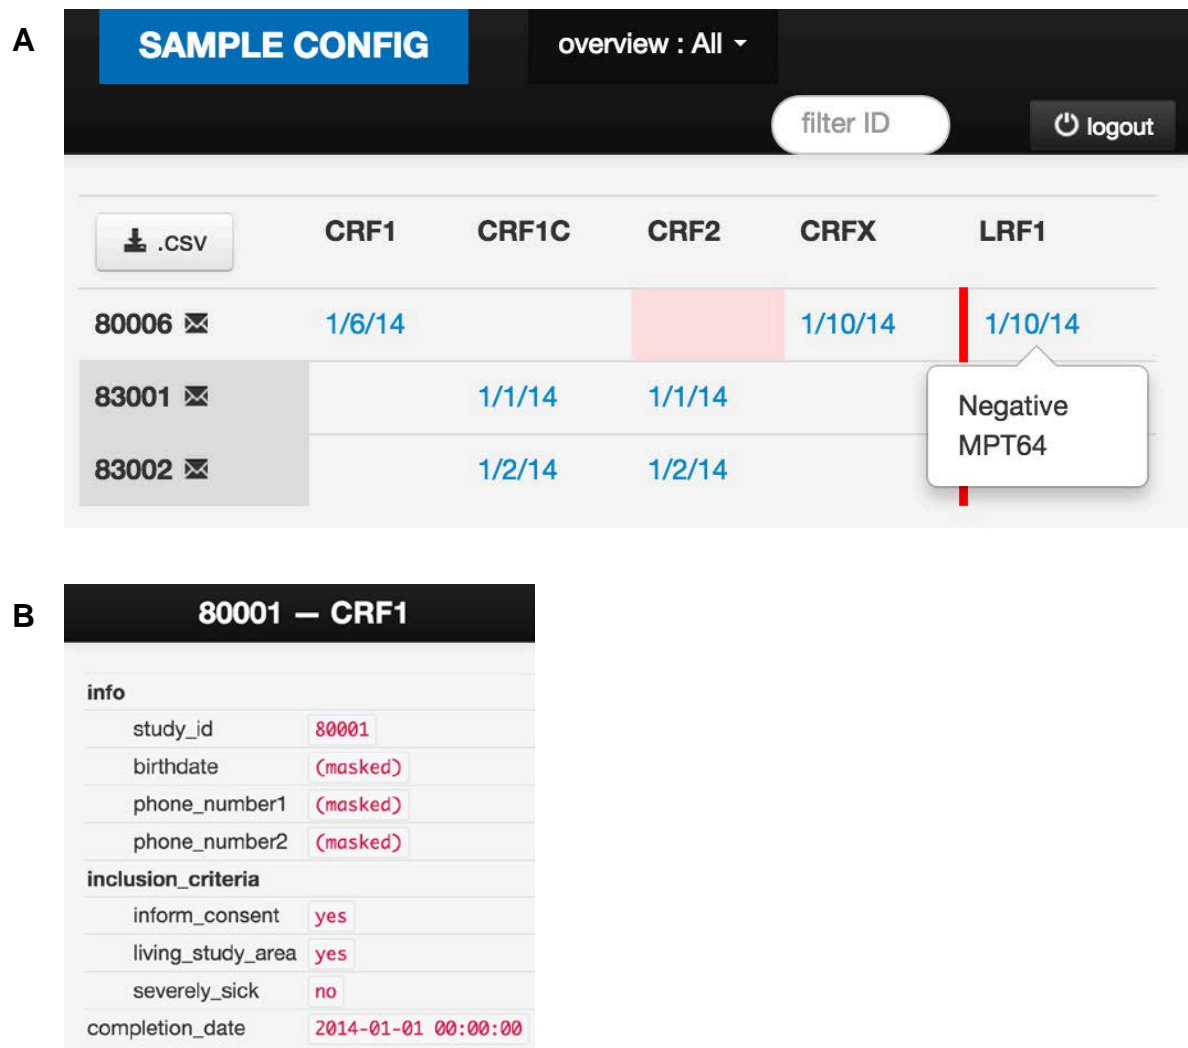 A
SAMPLE CONFIG
overview : All
filter ID
logout
.csv CRF1 CRF1C CRF2 CRFX LRF1
80006 1/6/14 1/10/14 1/10/14
83001 1/1/14 1/1/14
Negative
MPT64
83002 1/2/14 1/2/14
B
80001 — CRF1
info
study_id 80001
birthdate (masked)
phone_number1 (masked)
phone_number2 (masked)
inclusion_criteria
inform_consent yes
living_study_area yes
severely_sick no
completion_date 2014-01-01 00:00:00